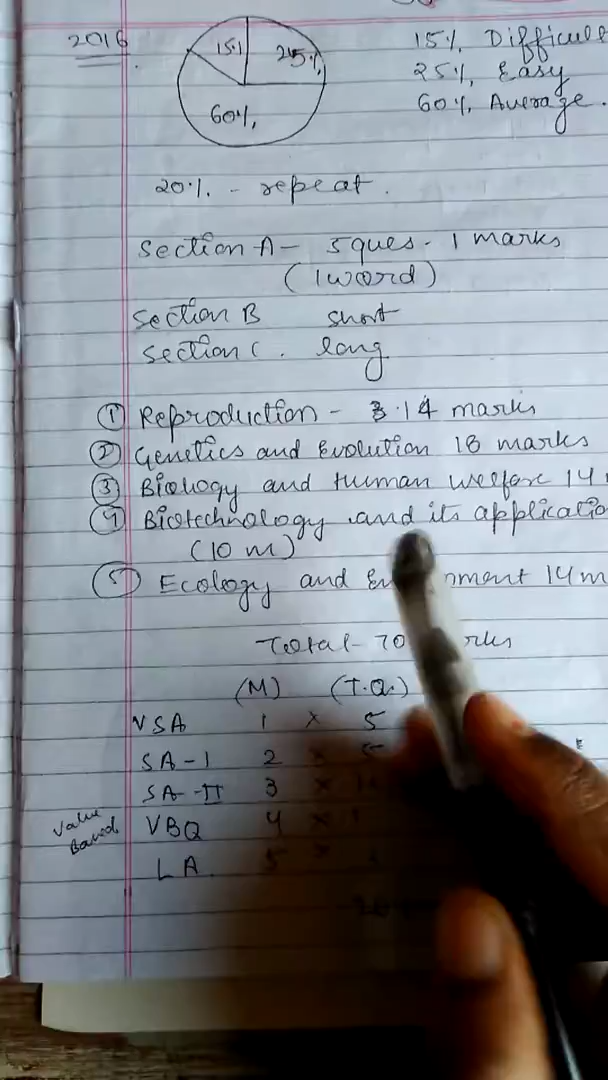 2016
15%
25%
60%
15% Difficult
25% Easy
60% Average.
20% - repeat.
Section A - 5 ques - 1 marks
(1 word)
Section B short
Section C. long
① Reproduction - 14 marks
② Genetics and Evolution 18 marks
③ Biology and Human welfare 14
④ Biotechnology and its applicatio
(10 m)
⑤ Ecology and 14 m
Total 70
(M) (T.Q.)
VSA 1 x 5
SA-I 2 x 5
SA-II 3 x
Value Based VBQ 4 x
LA 5 x